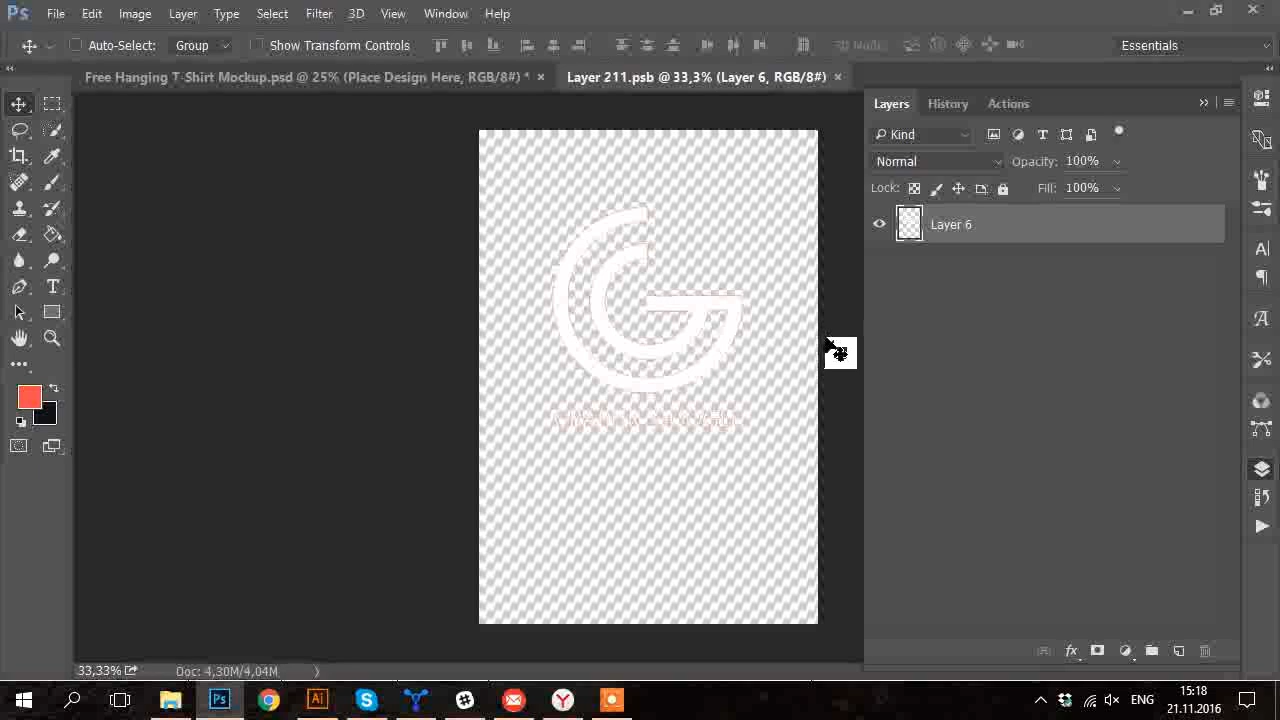 Ps File Edit Image Layer Type Select Filter 3D View Window Help
Auto-Select: Group Show Transform Controls 3D Mode: Essentials
Free Hanging T-Shirt Mockup.psd @ 25% (Place Design Here, RGB/8#) * × Layer 211.psb @ 33,3% (Layer 6, RGB/8#) ×
Layers History Actions
Kind
Normal Opacity: 100%
Lock: Fill: 100%
Layer 6
33,33% Doc: 4,30M/4,04M
ENG 15:18
21.11.2016